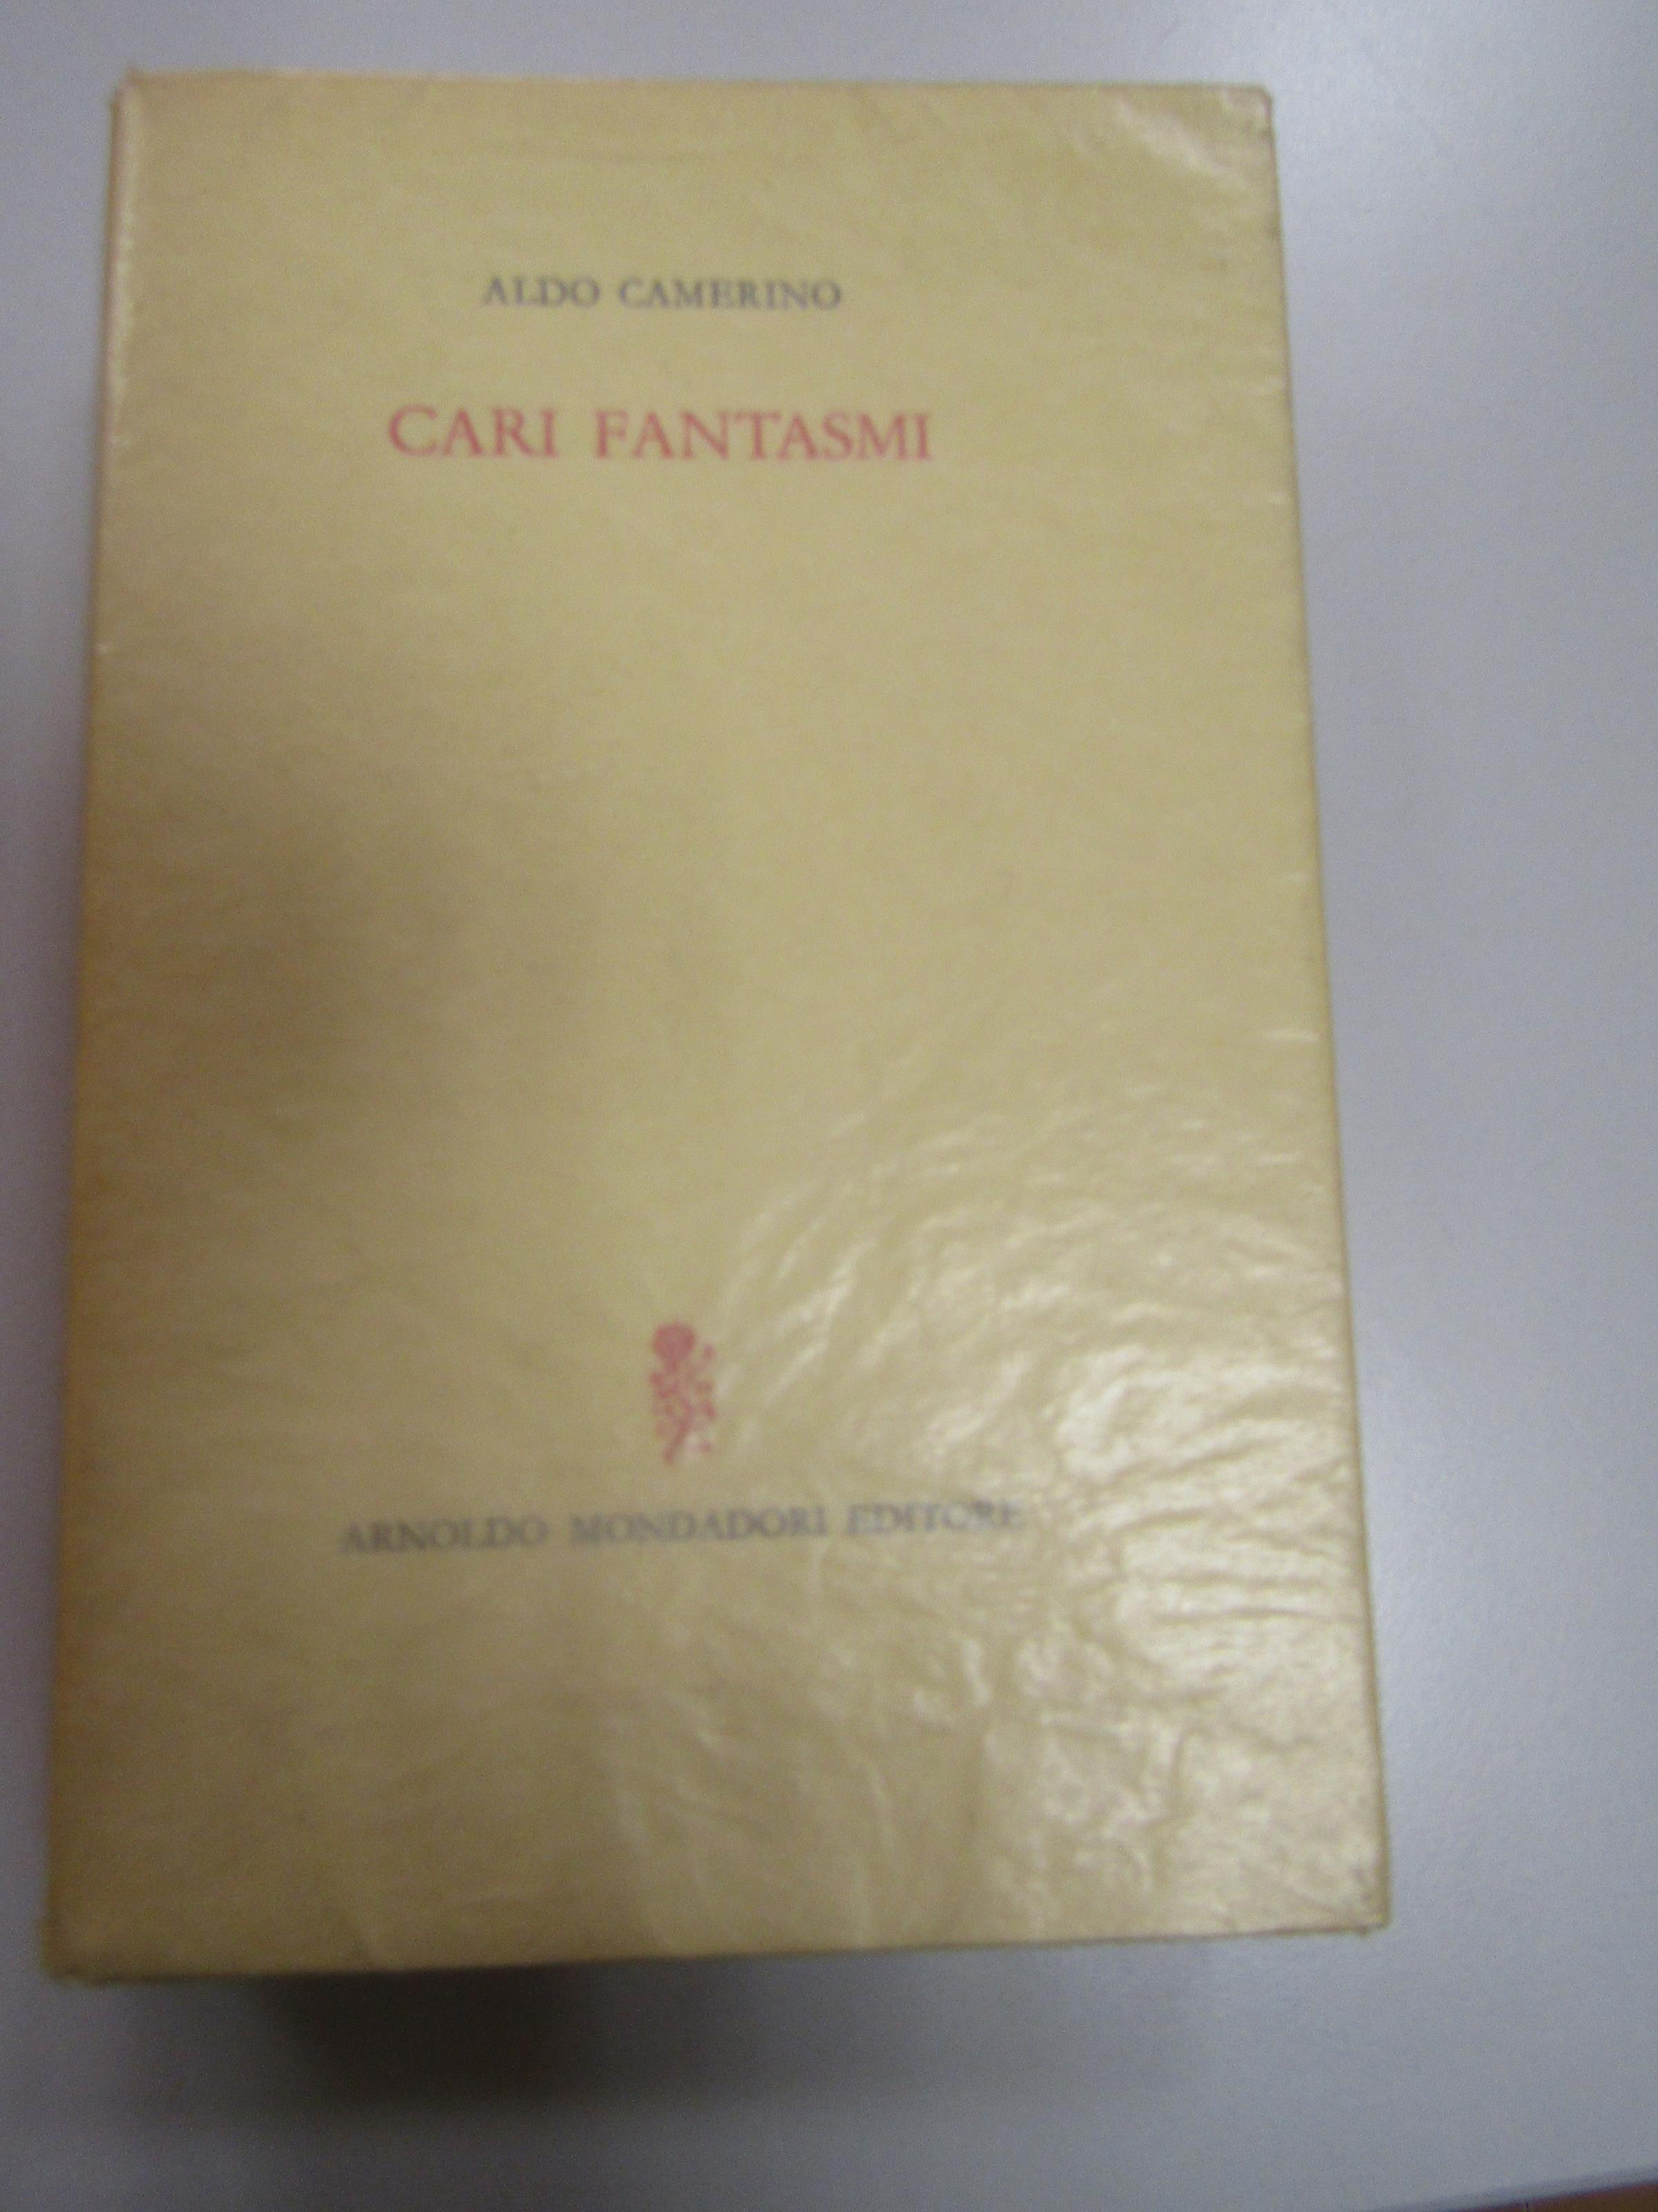 ALDO CAMERINO
CARI FANTASMI
ARNOLDO MONDADORI EDITORE